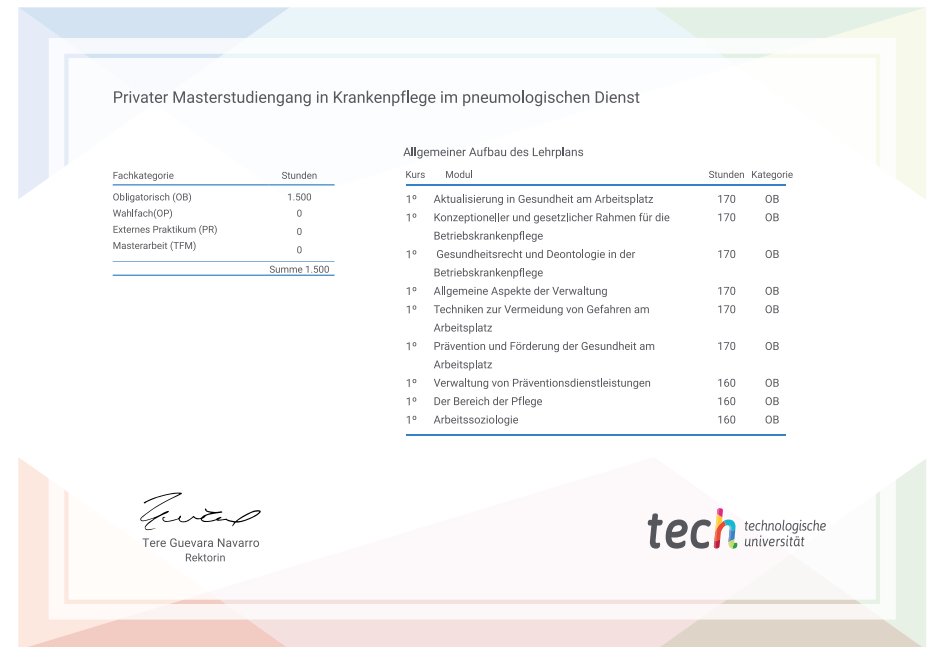 Privater Masterstudiengang in Krankenpflege im pneumologischen Dienst
Allgemeiner Aufbau des Lehrplans
Fachkategorie Stunden
Obligatorisch (OB) 1.500
Wahlfach(OP) 0
Externes Praktikum (PR) 0
Masterarbeit (TFM) 0
Summe 1.500
Kurs Modul Stunden Kategorie
1º Aktualisierung in Gesundheit am Arbeitsplatz 170 OB
1º Konzeptioneller und gesetzlicher Rahmen für die 170 OB
Betriebskrankenpflege
1º Gesundheitsrecht und Deontologie in der 170 OB
Betriebskrankenpflege
1º Allgemeine Aspekte der Verwaltung 170 OB
1º Techniken zur Vermeidung von Gefahren am 170 OB
Arbeitsplatz
1º Prävention und Förderung der Gesundheit am 170 OB
Arbeitsplatz
1º Verwaltung von Präventionsdienstleistungen 160 OB
1º Der Bereich der Pflege 160 OB
1º Arbeitssoziologie 160 OB
Tere Guevara Navarro
Rektorin
tech technologische
universität